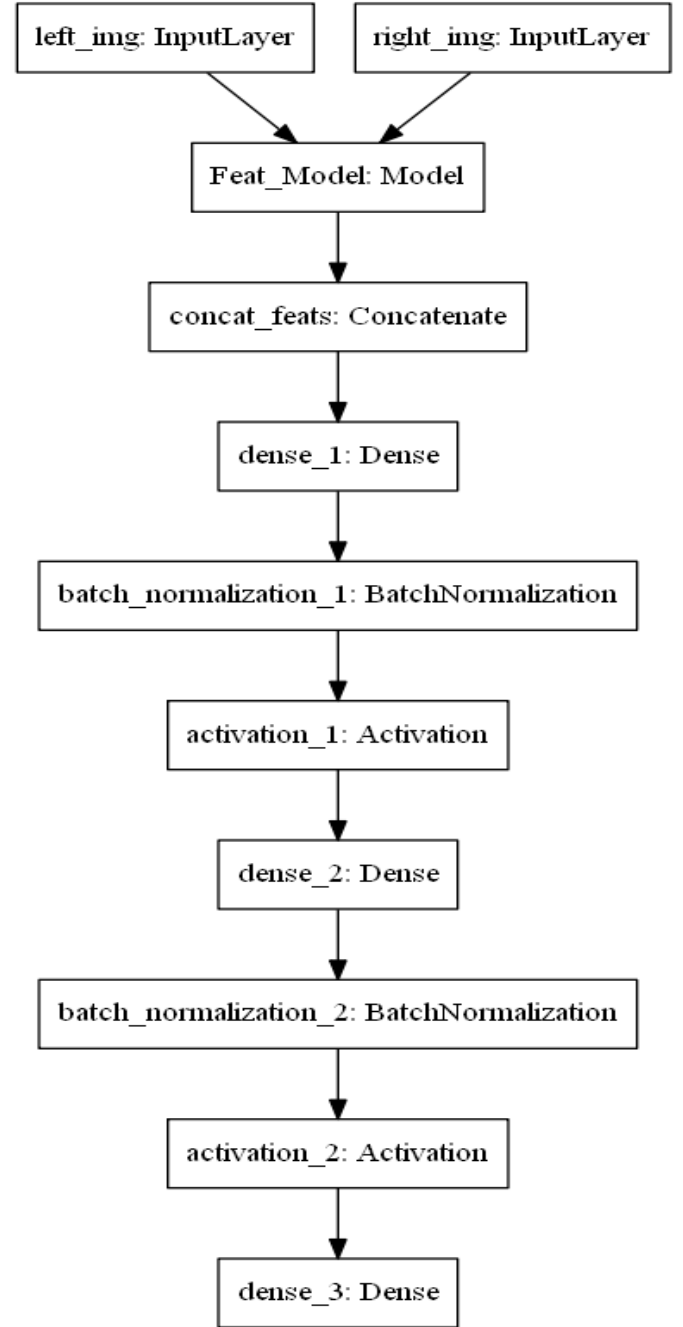 left_img: InputLayer
right_img: InputLayer
Feat_Model: Model
concat_feats: Concatenate
dense_1: Dense
batch_normalization_1: BatchNormalization
activation_1: Activation
dense_2: Dense
batch_normalization_2: BatchNormalization
activation_2: Activation
dense_3: Dense